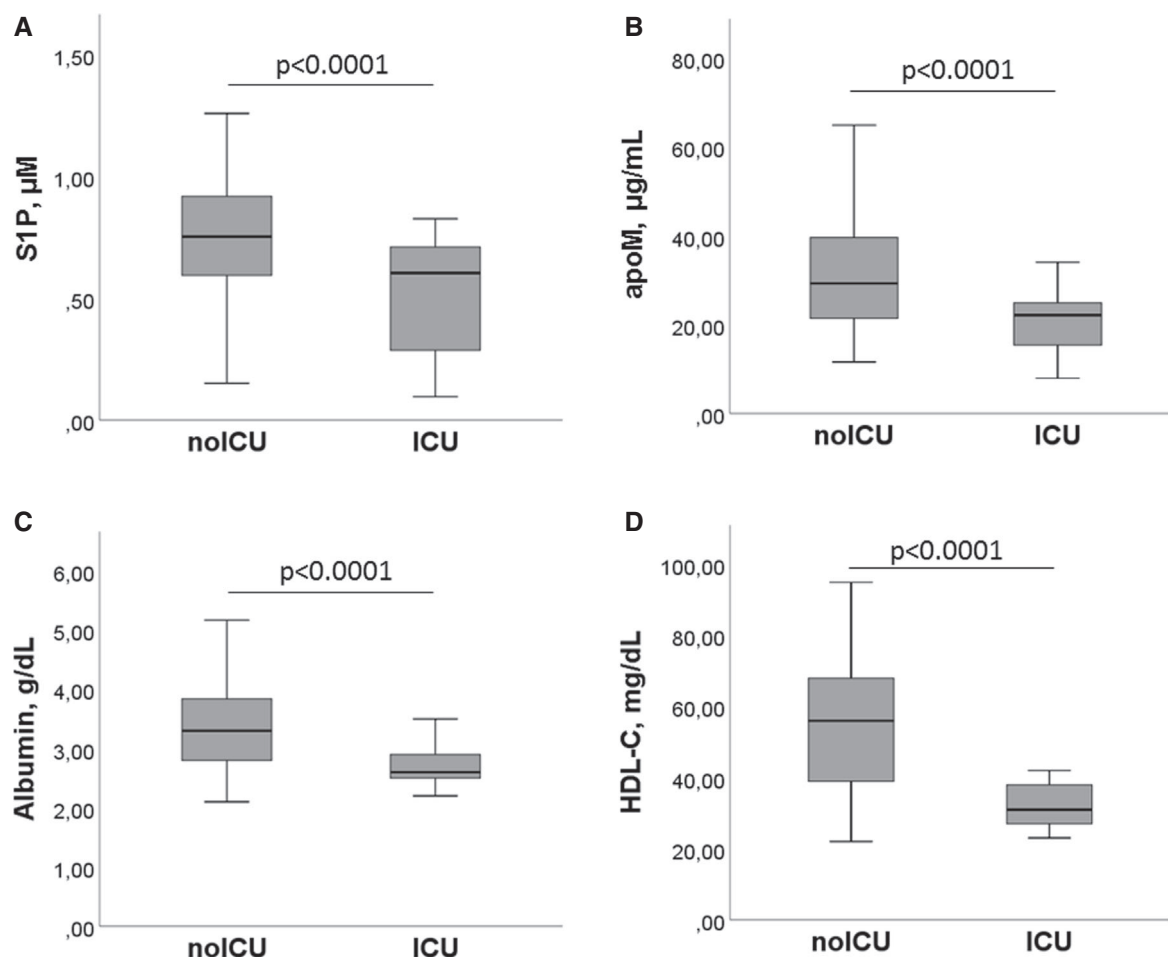 A
1,50
p<0.0001
1,00
S1P, µM
,50
,00
noICU ICU
B
80,00
p<0.0001
60,00
apoM, µg/mL
40,00
20,00
,00
noICU ICU
C
6,00
p<0.0001
5,00
4,00
Albumin, g/dL
3,00
2,00
1,00
,00
noICU ICU
D
100,00
p<0.0001
80,00
HDL-C, mg/dL
60,00
40,00
20,00
,00
noICU ICU